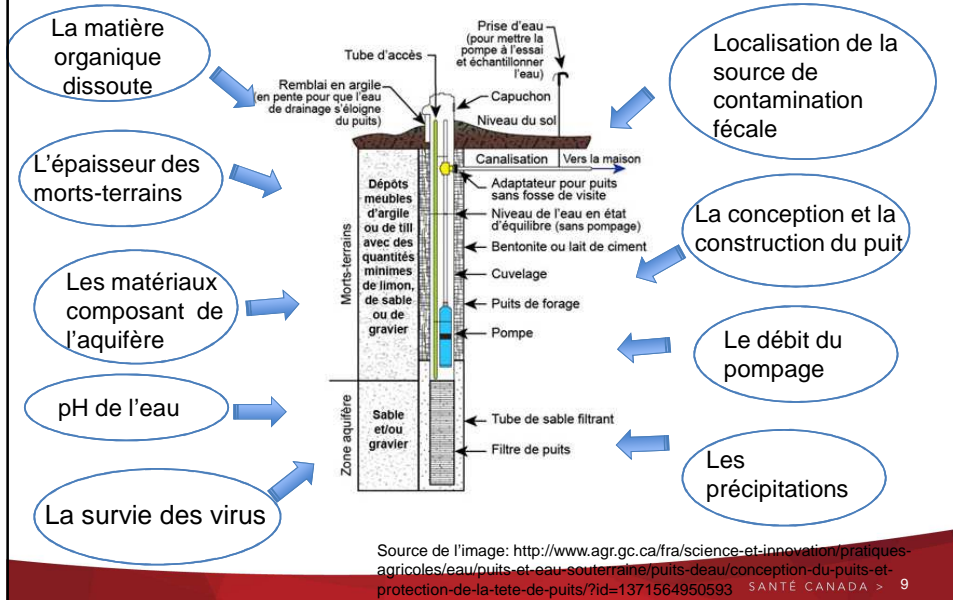 La matière
organique
dissoute
L'épaisseur des
morts-terrains
Les matériaux
composant de
l'aquifère
pH de l'eau
La survie des virus
Prise d'eau
(pour mettre la
pompe à l'essai
et échantillonner
l'eau)
Tube d'accès
Remblai en argile
(en pente pour que l'eau
de drainage s'éloigne
du puits)
Capuchon
Niveau du sol
Canalisation
Vers la maison
Adaptateur pour puits
sans fosse de visite
Niveau de l'eau en état
d'équilibre (sans pompage)
Bentonite ou lait de ciment
Cuvelage
Puits de forage
Pompe
Tube de sable filtrant
Filtre de puits
Morts-terrains
Dépôts
meubles
d'argile
ou de till
avec des
quantités
minimes
de limon,
de sable
ou de
gravier
Zone aquifère
Sable
et/ou
gravier
Localisation de la
source de
contamination
fécale
La conception et la
construction du puit
Le débit du
pompage
Les
précipitations
Source de l'image: http://www.agr.gc.ca/fra/science-et-innovation/pratiques-
agricoles/eau/puits-et-eau-souterraine/puits-deau/conception-du-puits-et-
protection-de-la-tete-de-puits/?id=1371564950593
SANTÉ CANADA > 9